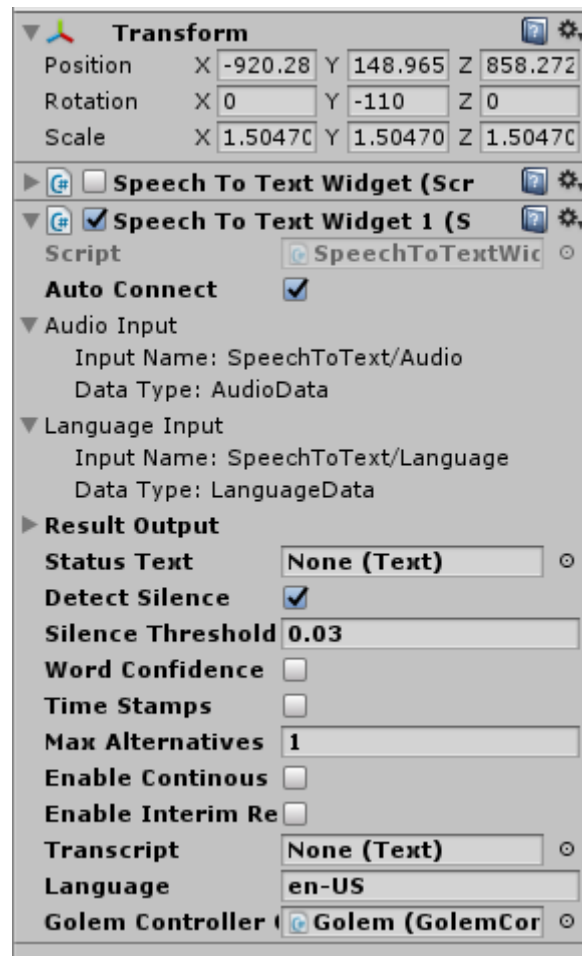 Transform
Position X -920.28 Y 148.965 Z 858.272
Rotation X 0 Y -110 Z 0
Scale X 1.5047( Y 1.5047( Z 1.5047(
Speech To Text Widget (Scr
Speech To Text Widget 1 (S
Script SpeechToTextWic
Auto Connect
Audio Input
Input Name: SpeechToText/Audio
Data Type: AudioData
Language Input
Input Name: SpeechToText/Language
Data Type: LanguageData
Result Output
Status Text None (Text)
Detect Silence
Silence Threshold 0.03
Word Confidence
Time Stamps
Max Alternatives 1
Enable Continous
Enable Interim Re
Transcript None (Text)
Language en-US
Golem Controller ( Golem (GolemCor